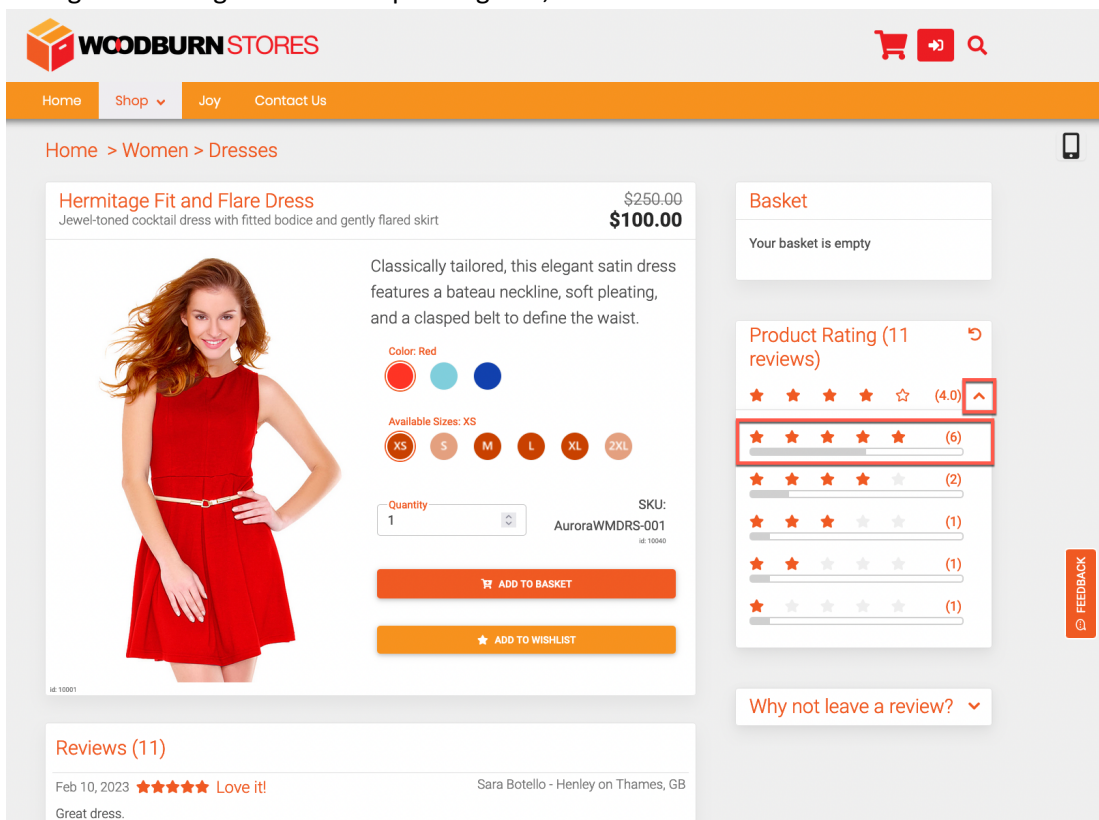 WOODBURN STORES
Home
Shop
Joy
Contact Us
Home > Women > Dresses
Hermitage Fit and Flare Dress
Jewel-toned cocktail dress with fitted bodice and gently flared skirt
$250.00
$100.00
Classically tailored, this elegant satin dress
features a bateau neckline, soft pleating,
and a clasped belt to define the waist.
Color: Red
Available Sizes: XS
XS S M L XL 2XL
Quantity
1
SKU:
AuroraWMDRS-001
id: 10040
ADD TO BASKET
ADD TO WISHLIST
id: 10001
Basket
Your basket is empty
Product Rating (11
reviews)
(4.0)
(6)
(2)
(1)
(1)
(1)
FEEDBACK
Why not leave a review?
Reviews (11)
Feb 10, 2023 Love it!
Sara Botello - Henley on Thames, GB
Great dress.